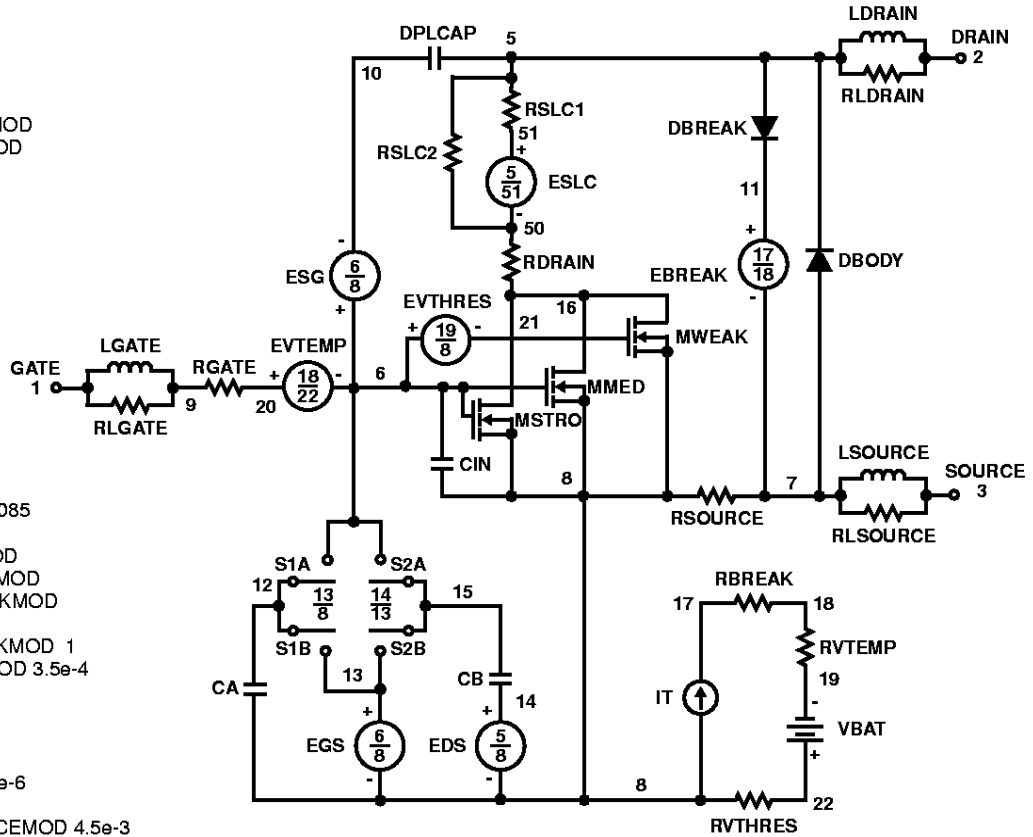 LDRAIN
DPLCAP
5
DRAIN
2
10
RLDRAIN
RSLC1
MOD
DBREAK
51
+
OD
RSLC2
5
51
ESLC
11
-
50
+
-
RDRAIN
17
18
DBODY
6
8
ESG
EBREAK
EVTHRES
16
-
+
+
19
8
-
21
MWEAK
LGATE
EVTEMP
GATE
1
RGATE
+
18
22
-
6
MMED
9
20
RLGATE
MSTRO
LSOURCE
CIN
8
7
SOURCE
3
085
RSOURCE
RLSOURCE
OD
S1A
S2A
MOD
12
13
8
14
13
15
RBREAK
KMOD
17
18
KMOD 1
S1B
S2B
RVTEMP
OD 3.5e-4
13
CB
19
CA
14
IT
-
+
+
VBAT
EGS
6
8
EDS
5
8
+
-
-
e-6
8
22
CEMOD 4.5e-3
RVTHRES